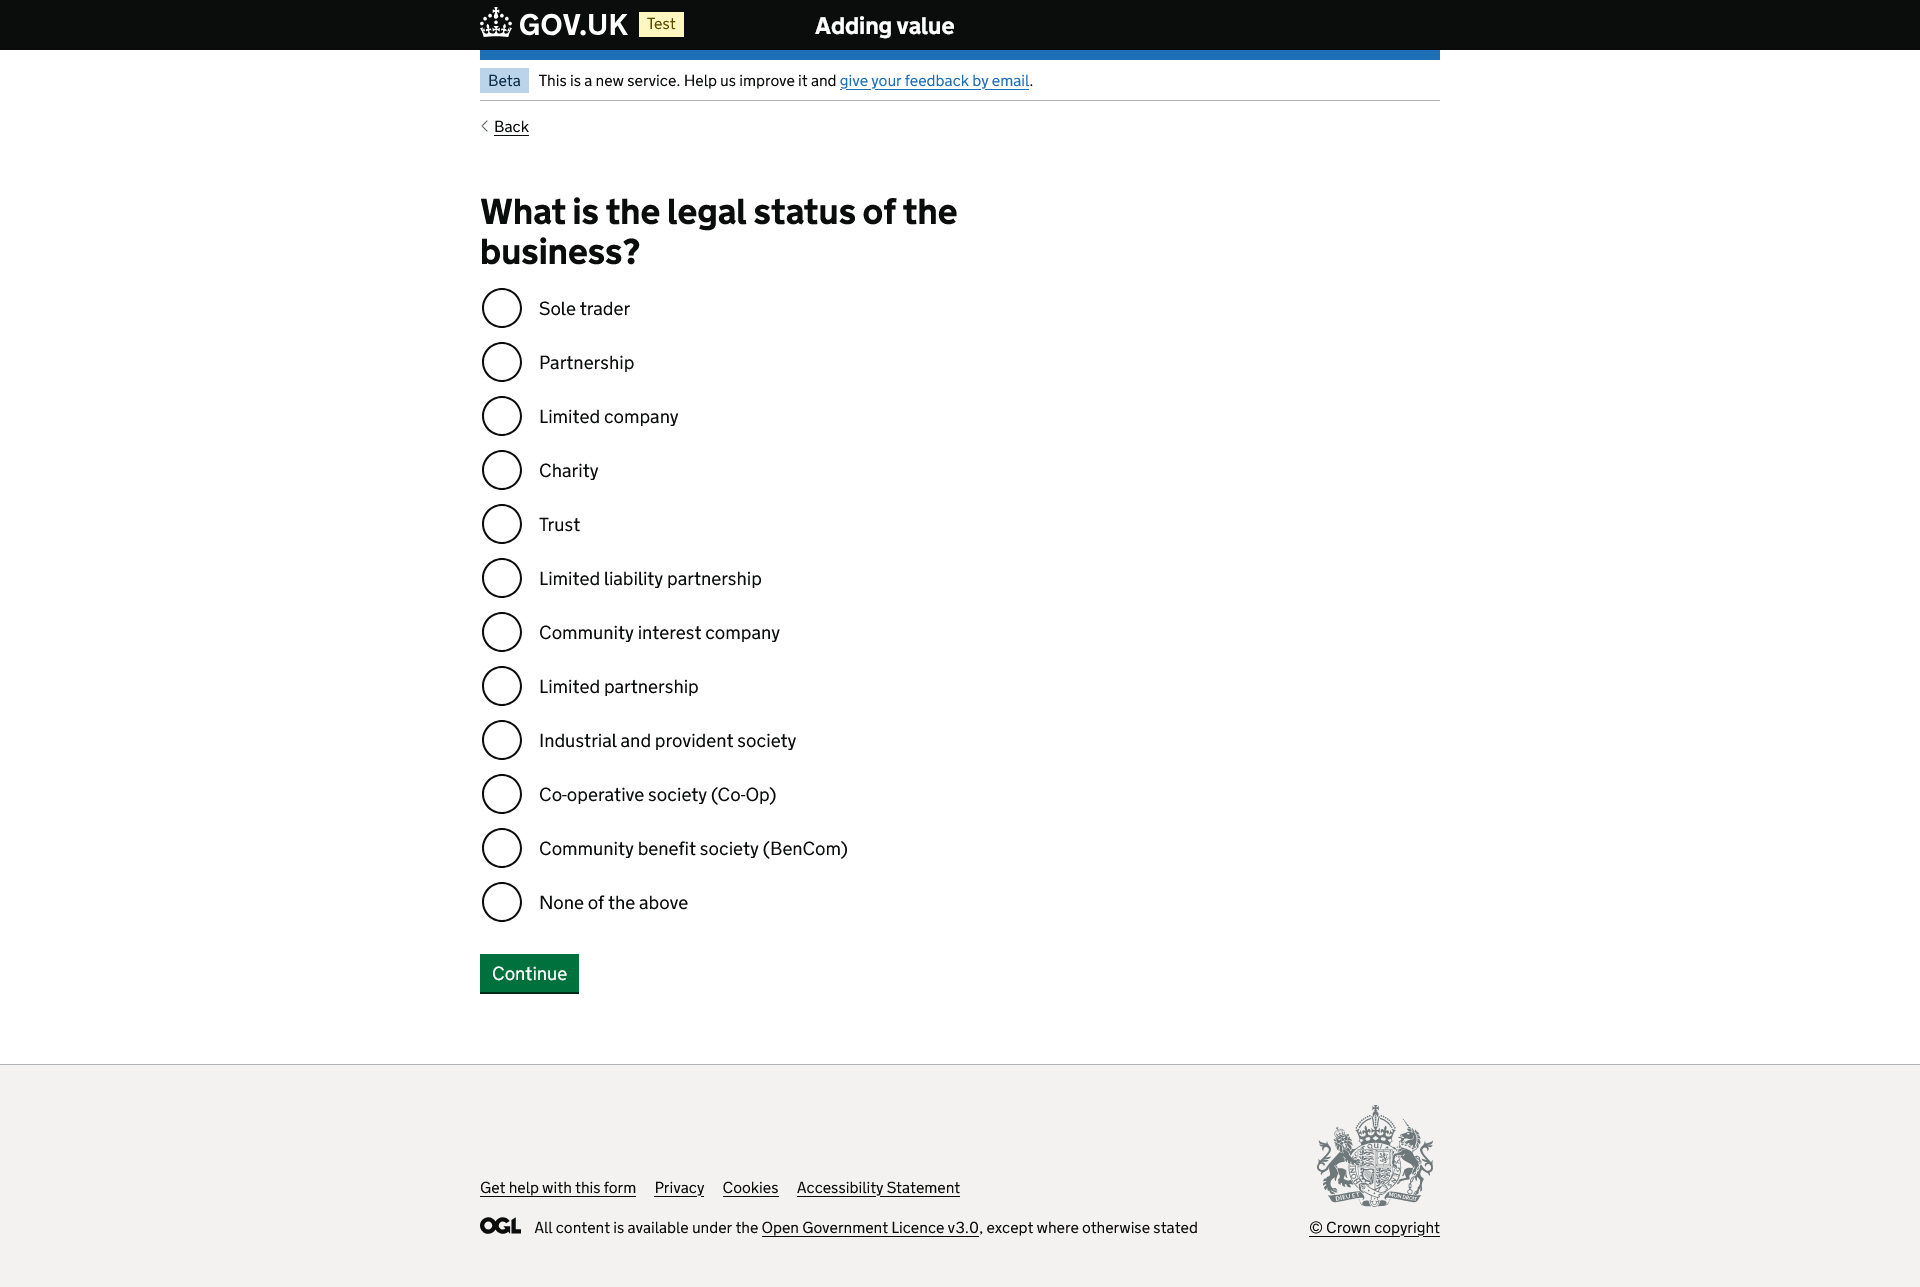 GOV.UK Test Adding value
Beta This is a new service. Help us improve it and give your feedback by email.
Back
What is the legal status of the
business?
Sole trader
Partnership
Limited company
Charity
Trust
Limited liability partnership
Community interest company
Limited partnership
Industrial and provident society
Co-operative society (Co-Op)
Community benefit society (BenCom)
None of the above
Continue
Get help with this form Privacy Cookies Accessibility Statement
OGL All content is available under the Open Government Licence v3.0, except where otherwise stated
DIEU ET MON DROIT
© Crown copyright